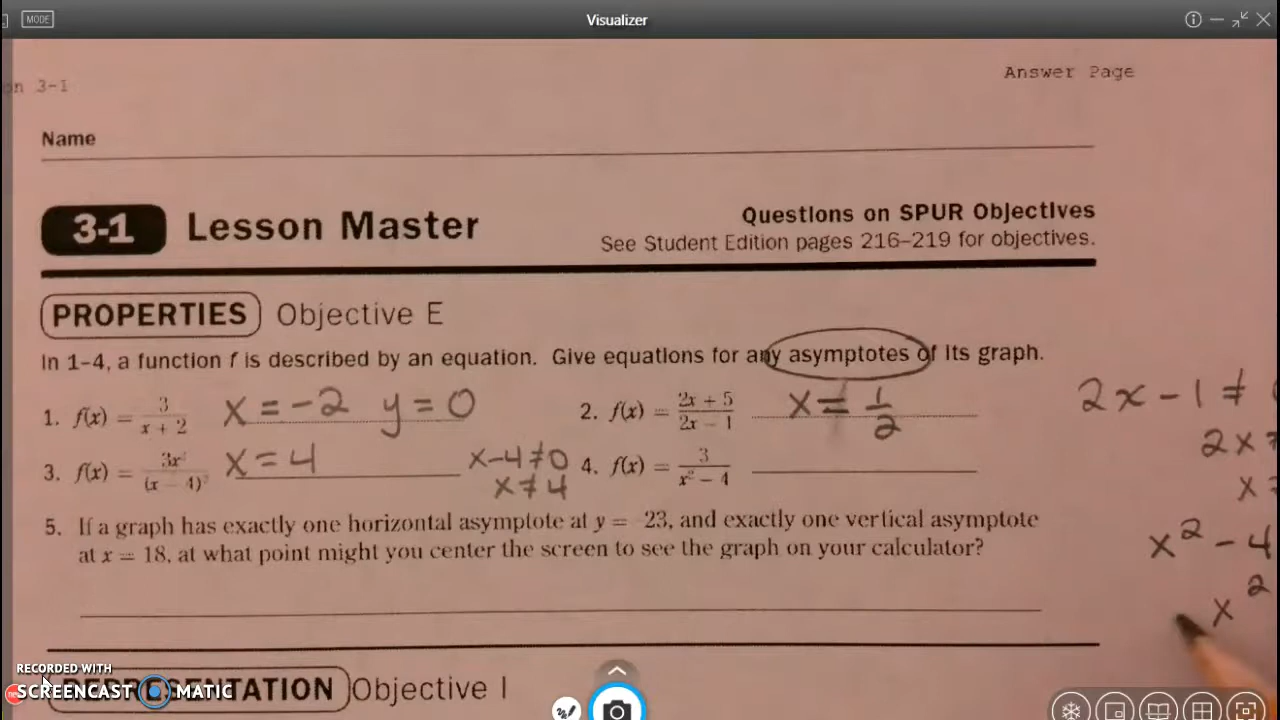 MODE
Visualizer
on 3-1
Answer Page
Name
3-1 Lesson Master
Questions on SPUR Objectives
See Student Edition pages 216–219 for objectives.
PROPERTIES Objective E
In 1–4, a function f is described by an equation. Give equations for any asymptotes of its graph.
1. f(x) = 3/(x + 2) x = -2 y = 0
2. f(x) = (2x + 5)/(2x - 1) x = 1/2
2x - 1 ≠
2x ≠
x
3. f(x) = x = 4
x-4≠0
x≠4
4. f(x) = 3/(x² - 4)
x² - 4
x²
5. If a graph has exactly one horizontal asymptote at y = 23, and exactly one vertical asymptote
at x = 18, at what point might you center the screen to see the graph on your calculator?
REPRESENTATION Objective I
RECORDED WITH
SCREENCAST MATIC